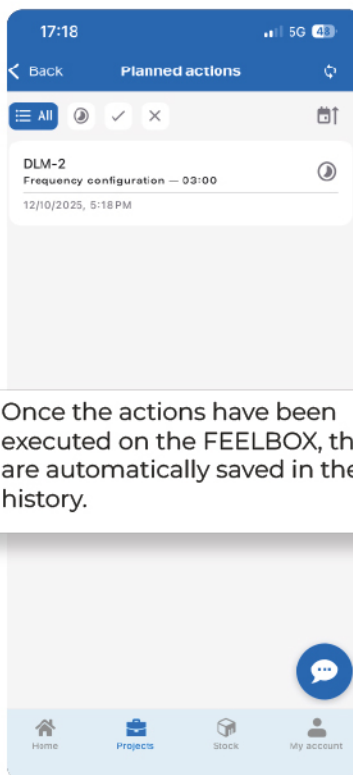 17:18 5G 48
Back Planned actions
All
DLM-2
Frequency configuration — 03:00
12/10/2025, 5:18 PM
Once the actions have been
executed on the FEELBOX, th
are automatically saved in the
history.
Home Projects Stock My account